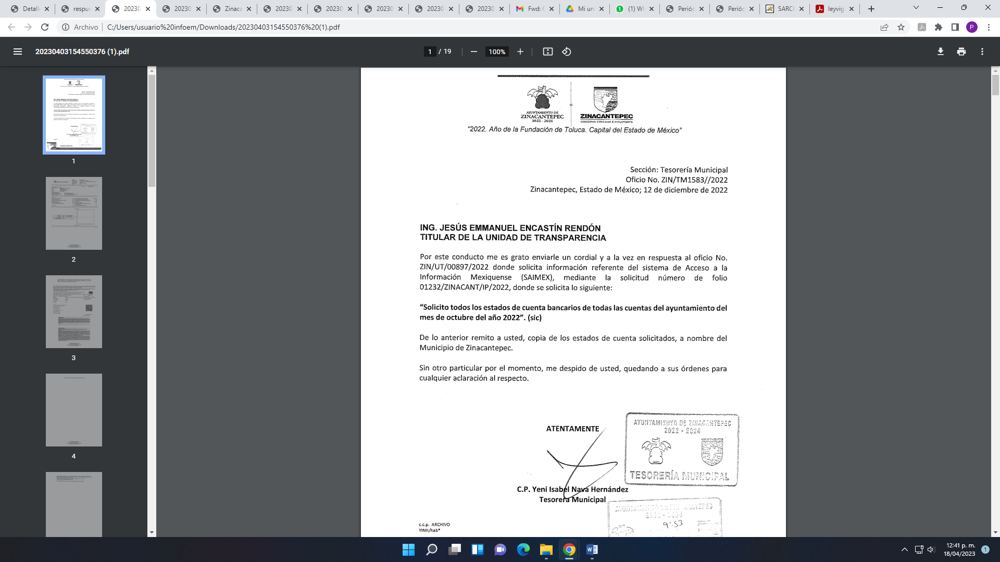 Detall
respue
20230
20230
Zinaca
20230
20230
20230
20230
20230
Fwd: C
Mi uni
(1) Wh
Periód
Periód
SARCO
leyvig
Archivo
C:/Users/usuario%20infoem/Downloads/20230403154550376%20(1).pdf
P
20230403154550376 (1).pdf
1 / 19
100%
1
2
3
4
AYUNTAMIENTO DE
ZINACANTEPEC
2022 - 2024
ZINACANTEPEC
GOBIERNO CERCANO E INCLUYENTE
“2022. Año de la Fundación de Toluca. Capital del Estado de México”
Sección: Tesorería Municipal
Oficio No. ZIN/TM1583//2022
Zinacantepec, Estado de México; 12 de diciembre de 2022
ING. JESÚS EMMANUEL ENCASTÍN RENDÓN
TITULAR DE LA UNIDAD DE TRANSPARENCIA
Por este conducto me es grato enviarle un cordial y a la vez en respuesta al oficio No.
ZIN/UT/00897/2022 donde solicita información referente del sistema de Acceso a la
Información Mexiquense (SAIMEX), mediante la solicitud número de folio
01232/ZINACANT/IP/2022, donde se solicita lo siguiente:
“Solicito todos los estados de cuenta bancarios de todas las cuentas del ayuntamiento del
mes de octubre del año 2022”. (sic)
De lo anterior remito a usted, copia de los estados de cuenta solicitados, a nombre del
Municipio de Zinacantepec.
Sin otro particular por el momento, me despido de usted, quedando a sus órdenes para
cualquier aclaración al respecto.
ATENTAMENTE
AYUNTAMIENTO DE ZINACANTEPEC
2022 - 2024
TESORERÍA MUNICIPAL
C.P. Yeni Isabel Nava Hernández
Tesorera Municipal
2022 - 2024
9:53
c.c.p. ARCHIVO
YINH/hab*
12:41 p. m.
18/04/2023
1